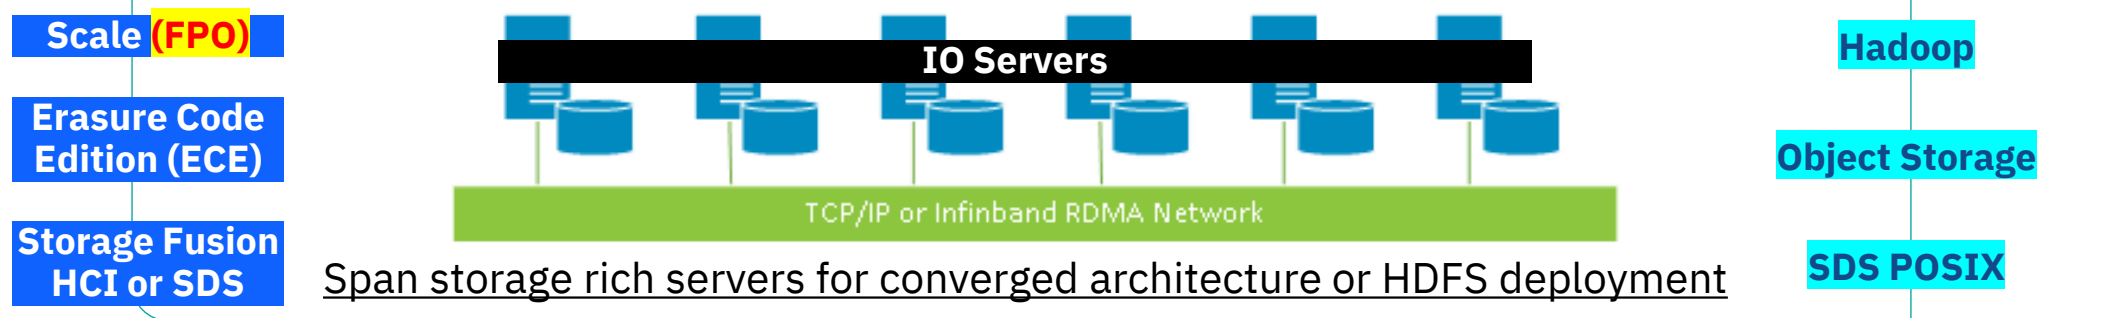 Scale (FPO)
Erasure Code
Edition (ECE)
Storage Fusion
HCI or SDS
IO Servers
TCP/IP or Infinband RDMA Network
Span storage rich servers for converged architecture or HDFS deployment
Hadoop
Object Storage
SDS POSIX